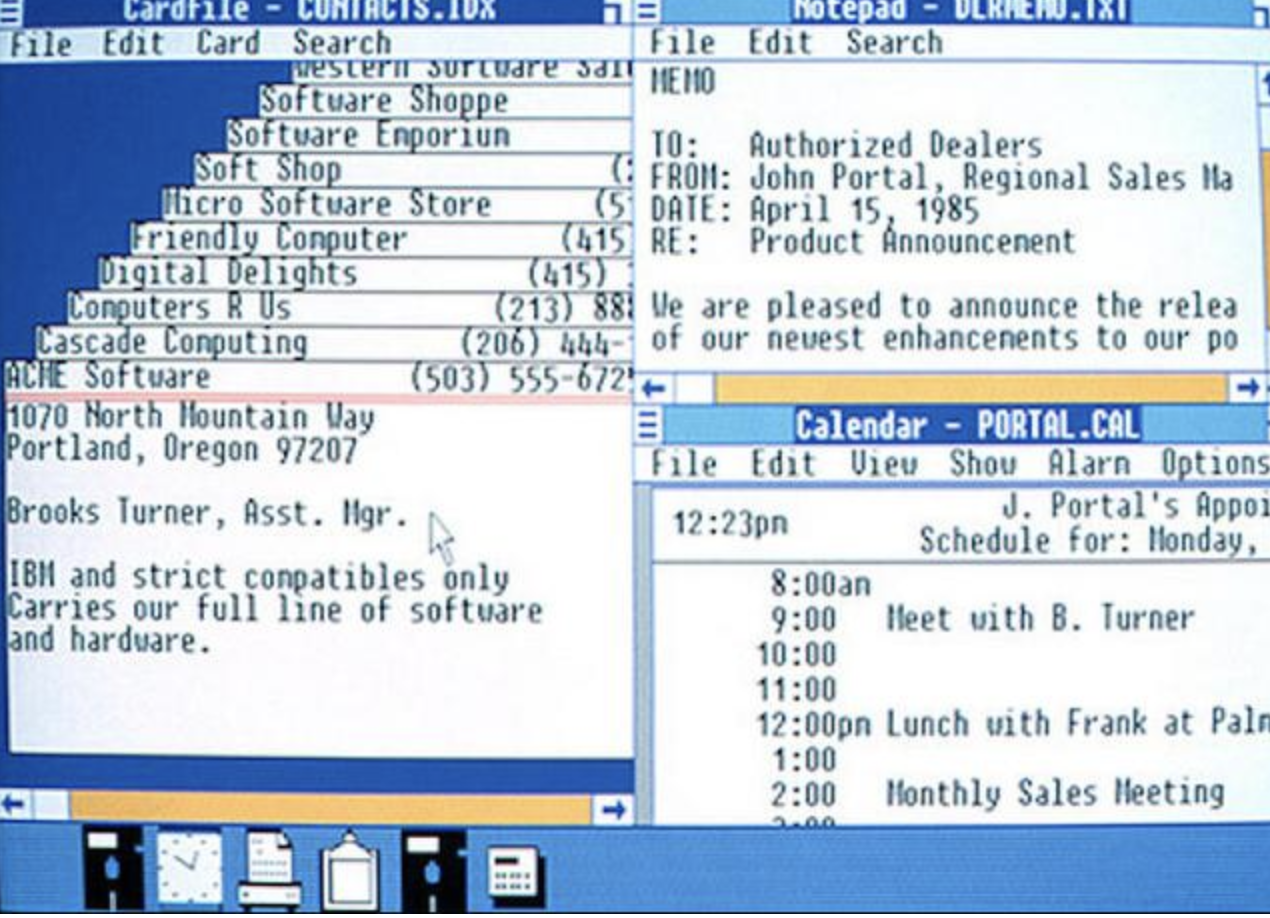 Cardfile - CONTACTS.IDX
File Edit Card Search
Western Software Sal
Software Shoppe
Software Emporium
Soft Shop (
Micro Software Store (5
Friendly Computer (415
Digital Delights (415)
Computers R Us (213) 88
Cascade Computing (206) 444-
ACME Software (503) 555-672
1070 North Mountain Way
Portland, Oregon 97207
Brooks Turner, Asst. Mgr.
IBM and strict compatibles only
Carries our full line of software
and hardware.
Notepad - DLRMEMO.TXT
File Edit Search
MEMO
TO: Authorized Dealers
FROM: John Portal, Regional Sales Ma
DATE: April 15, 1985
RE: Product Announcement
We are pleased to announce the relea
of our newest enhancements to our po
Calendar - PORTAL.CAL
File Edit View Show Alarm Options
12:23pm
J. Portal's Appoi
Schedule for: Monday,
8:00am
9:00 Meet with B. Turner
10:00
11:00
12:00pm Lunch with Frank at Palm
1:00
2:00 Monthly Sales Meeting
3:00